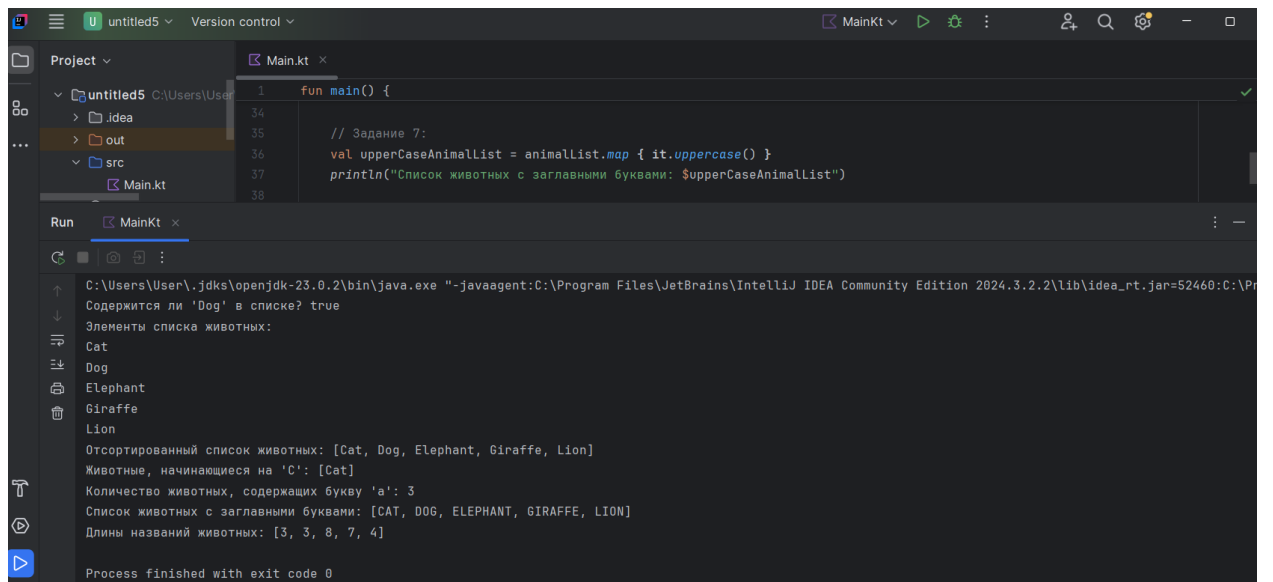 U untitled5 Version control MainKt
Project
Main.kt
untitled5 C:\Users\User
.idea
out
src
Main.kt
1 fun main() {
34
35 // Задание 7:
36 val upperCaseAnimalList = animalList.map { it.uppercase() }
37 println("Список животных с заглавными буквами: $upperCaseAnimalList")
38
Run MainKt
C:\Users\User\.jdks\openjdk-23.0.2\bin\java.exe "-javaagent:C:\Program Files\JetBrains\IntelliJ IDEA Community Edition 2024.3.2.2\lib\idea_rt.jar=52460:C:\Pr
Содержится ли 'Dog' в списке? true
Элементы списка животных:
Cat
Dog
Elephant
Giraffe
Lion
Отсортированный список животных: [Cat, Dog, Elephant, Giraffe, Lion]
Животные, начинающиеся на 'C': [Cat]
Количество животных, содержащих букву 'a': 3
Список животных с заглавными буквами: [CAT, DOG, ELEPHANT, GIRAFFE, LION]
Длины названий животных: [3, 3, 8, 7, 4]
Process finished with exit code 0